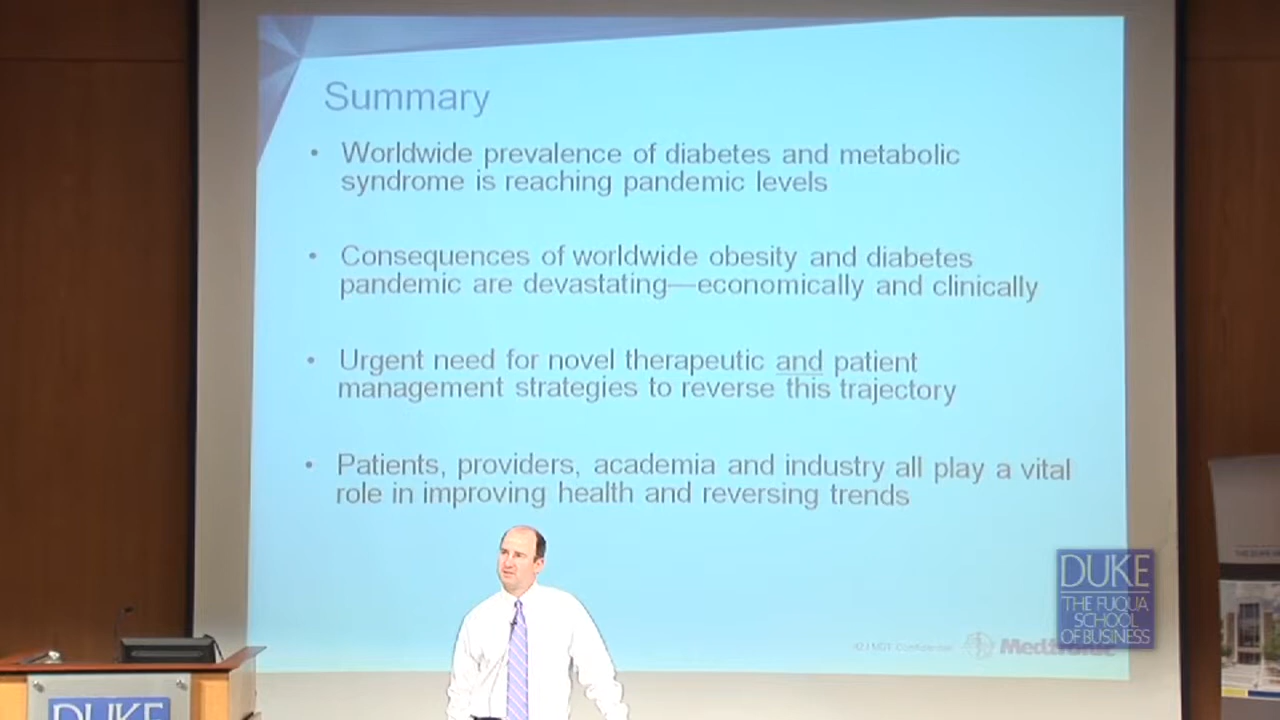 Summary
• Worldwide prevalence of diabetes and metabolic
syndrome is reaching pandemic levels
• Consequences of worldwide obesity and diabetes
pandemic are devastating—economically and clinically
• Urgent need for novel therapeutic and patient
management strategies to reverse this trajectory
• Patients, providers, academia and industry all play a vital
role in improving health and reversing trends
DUKE
THE FUQUA
SCHOOL
OF BUSINESS
Medtronic
DUKE